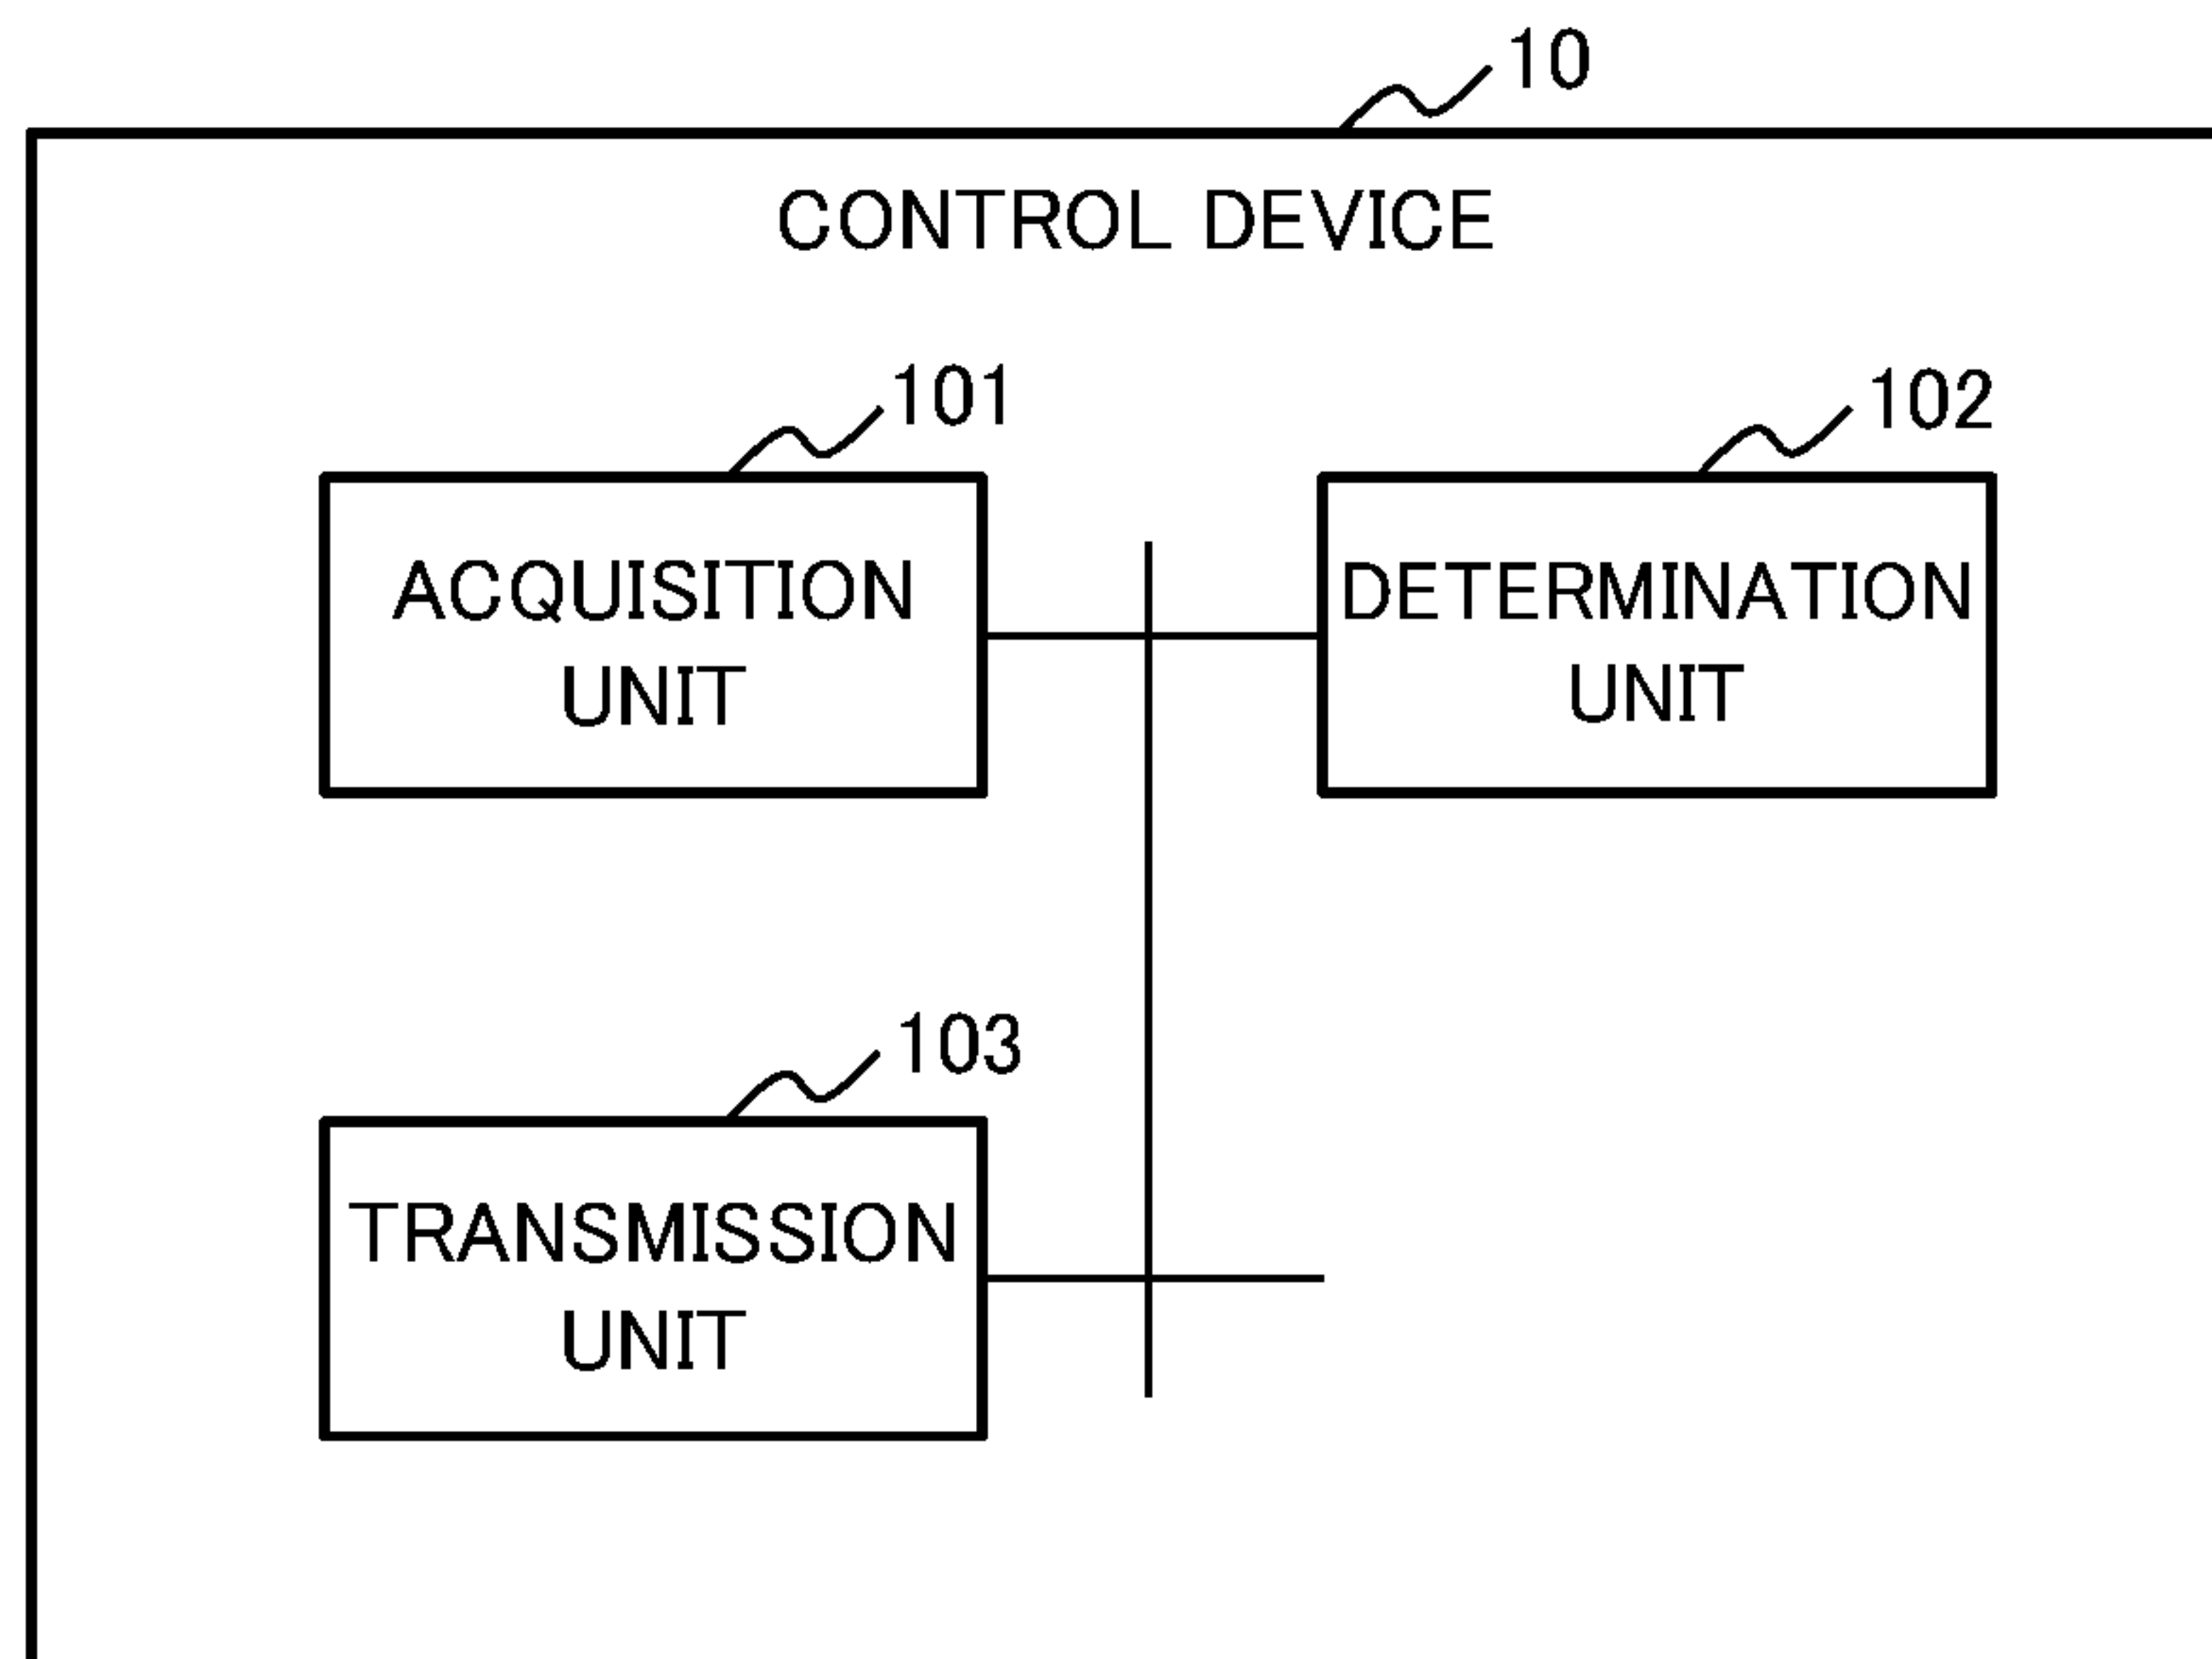 10
CONTROL DEVICE
101
102
ACQUISITION
UNIT
DETERMINATION
UNIT
103
TRANSMISSION
UNIT